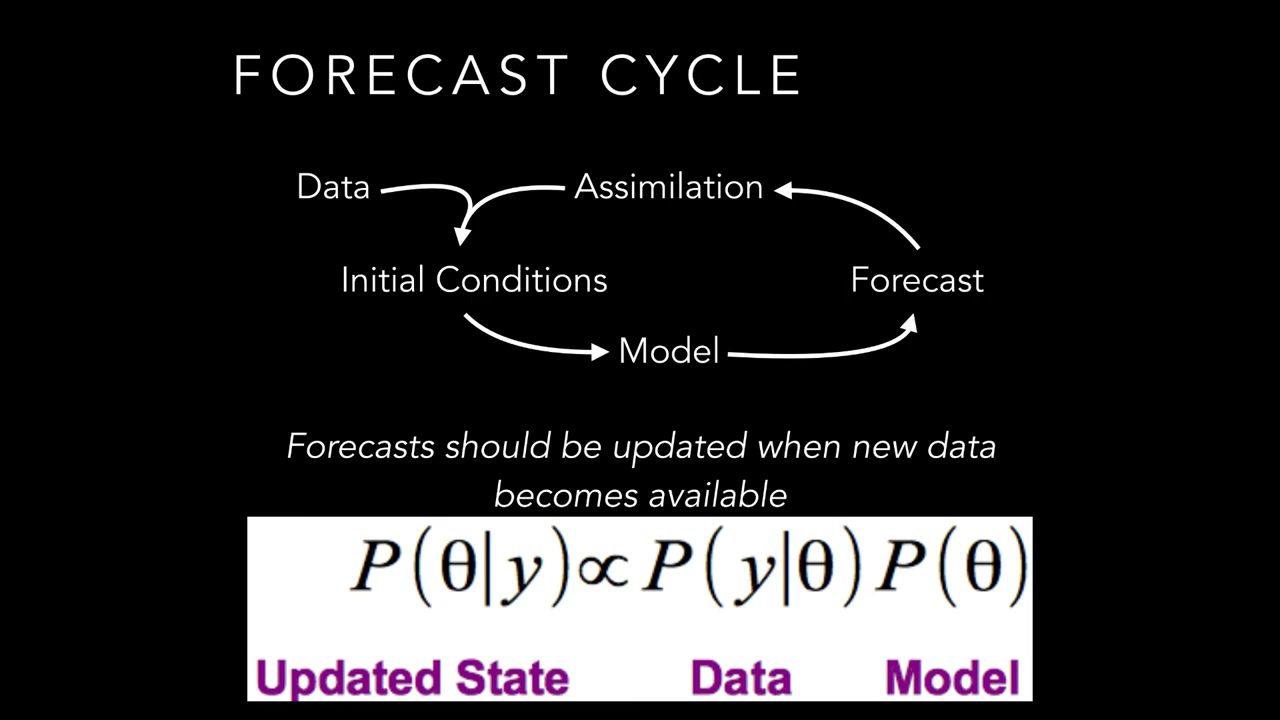 FORECAST CYCLE
Data Assimilation
Initial Conditions Forecast
Model
Forecasts should be updated when new data
becomes available
P(θ|y)∝P(y|θ)P(θ)
Updated State Data Model